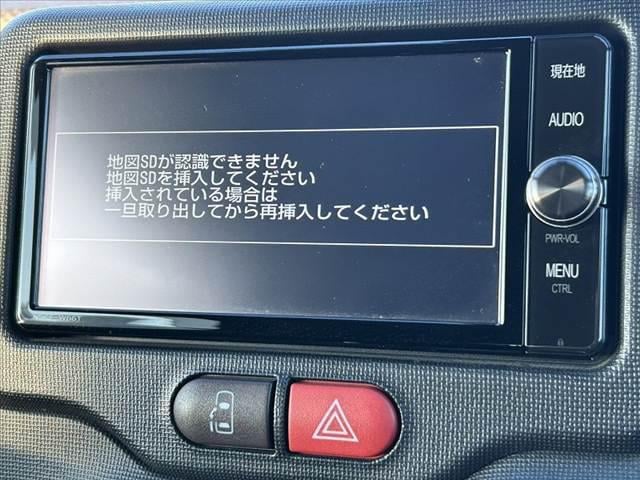 地図SDが認識できません
地図SDを挿入してください
挿入されている場合は
一旦取り出してから再挿入してください
現在地
AUDIO
PWR-VOL
MENU
CTRL